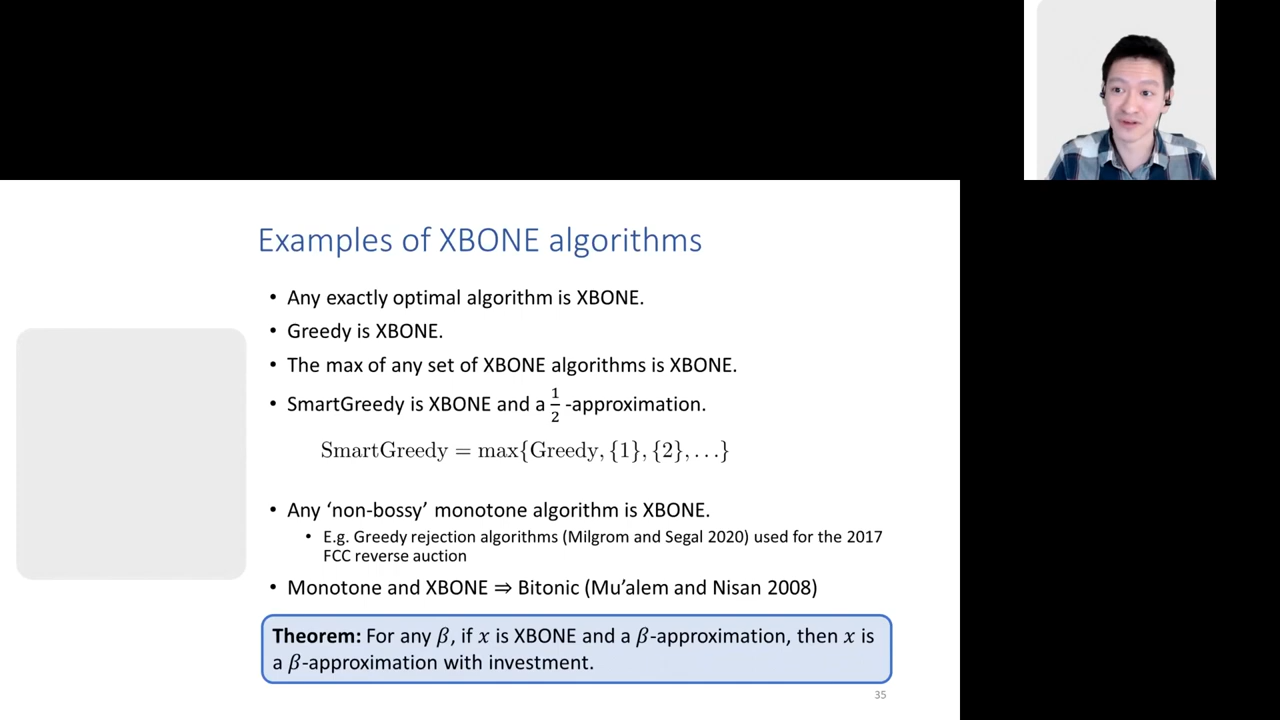 Examples of XBONE algorithms
• Any exactly optimal algorithm is XBONE.
• Greedy is XBONE.
• The max of any set of XBONE algorithms is XBONE.
• SmartGreedy is XBONE and a 1/2 -approximation.
SmartGreedy = max{Greedy, {1}, {2}, . . .}
• Any ‘non-bossy’ monotone algorithm is XBONE.
• E.g. Greedy rejection algorithms (Milgrom and Segal 2020) used for the 2017
FCC reverse auction
• Monotone and XBONE ⇒ Bitonic (Mu’alem and Nisan 2008)
Theorem: For any β, if x is XBONE and a β-approximation, then x is
a β-approximation with investment.
35